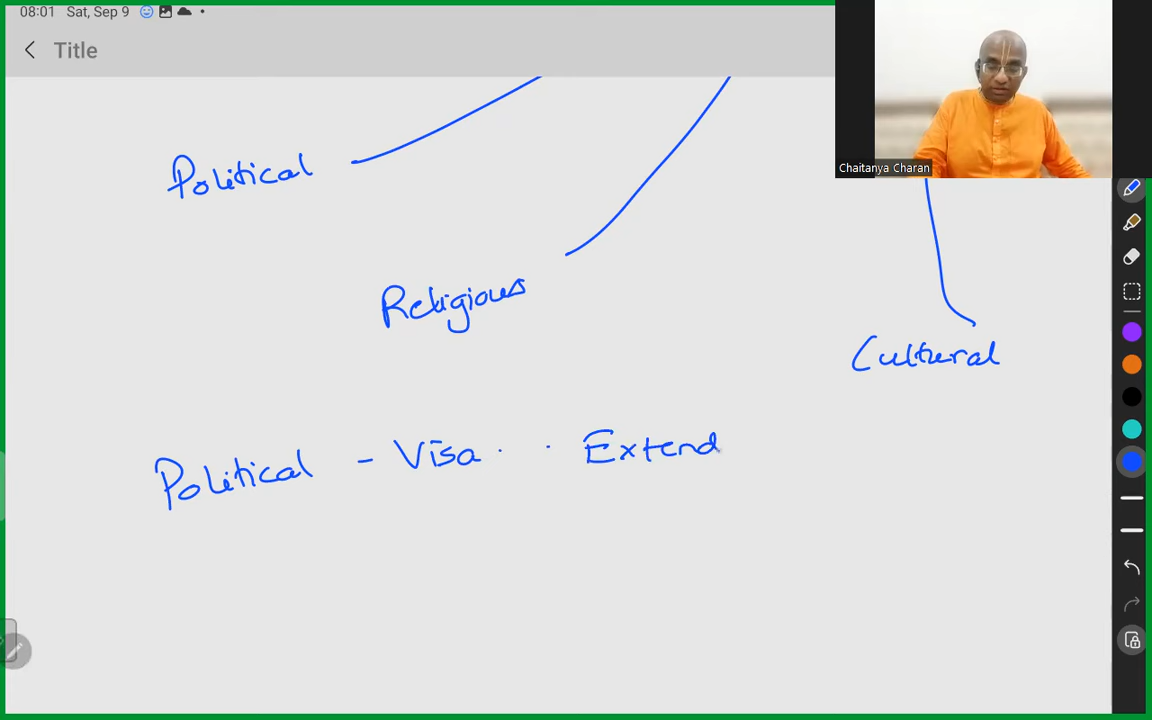 08:01 Sat, Sep 9
Title
Chaitanya Charan
Political
Religious
Cultural
Political - Visa . . Extend